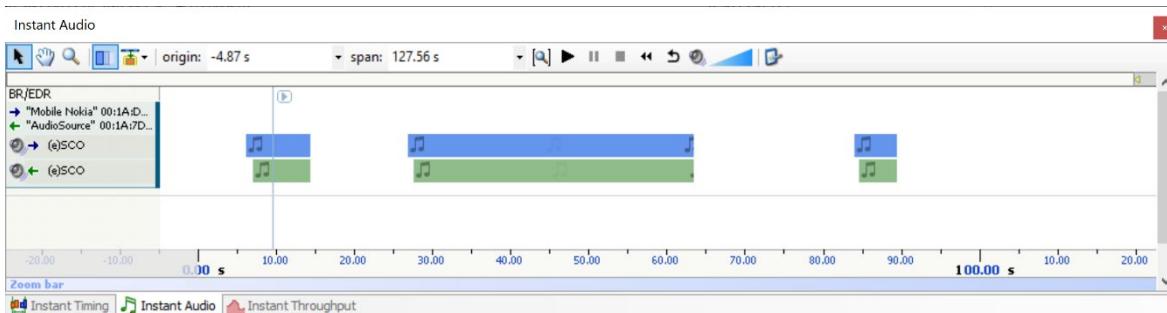 Instant Audio
origin: -4.87 s span: 127.56 s
BR/EDR
"Mobile Nokia" 00:1A:D...
"AudioSource" 00:1A:7D...
(e)SCO
(e)SCO
-20.00 -10.00 0.00 s 10.00 20.00 30.00 40.00 50.00 60.00 70.00 80.00 90.00 100.00 s 10.00 20.00
Zoom bar
Instant Timing Instant Audio Instant Throughput